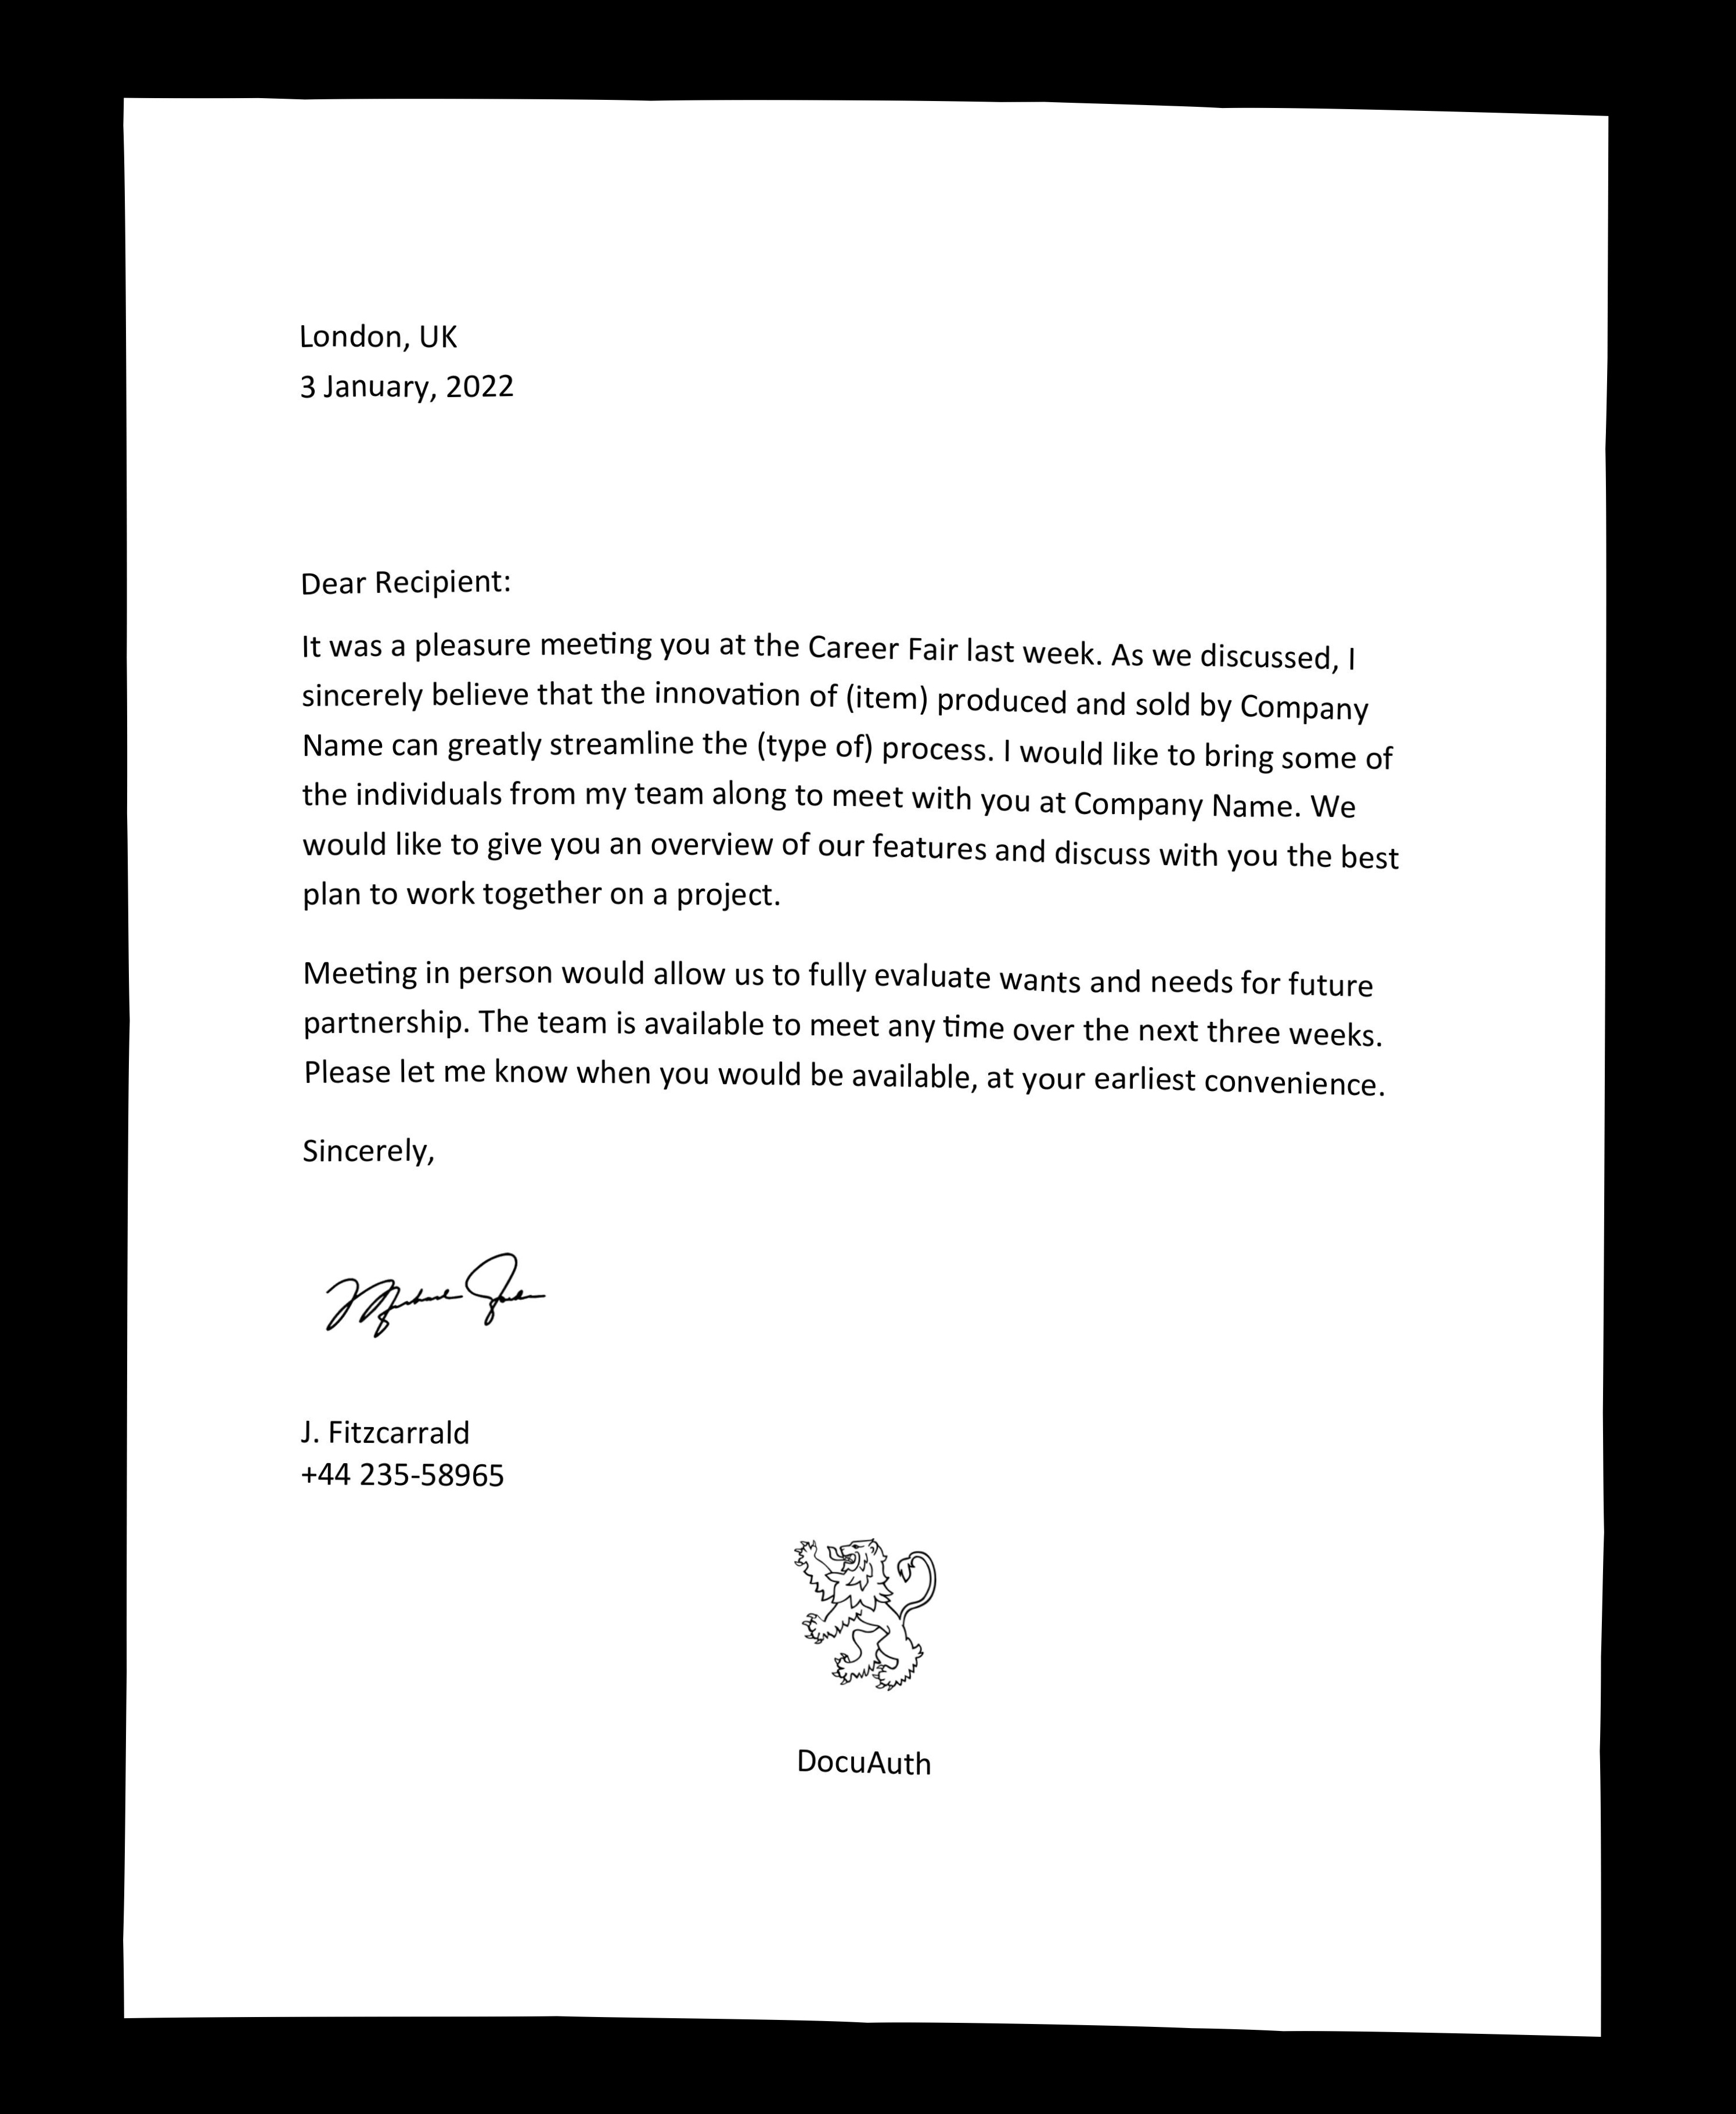 London, UK
3 January, 2022
Dear Recipient:
It was a pleasure meeting you at the Career Fair last week. As we discussed, I
sincerely believe that the innovation of (item) produced and sold by Company
Name can greatly streamline the (type of) process. I would like to bring some of
the individuals from my team along to meet with you at Company Name. We
would like to give you an overview of our features and discuss with you the best
plan to work together on a project.
Meeting in person would allow us to fully evaluate wants and needs for future
partnership. The team is available to meet any time over the next three weeks.
Please let me know when you would be available, at your earliest convenience.
Sincerely,
J. Fitzcarrald
+44 235-58965
DocuAuth